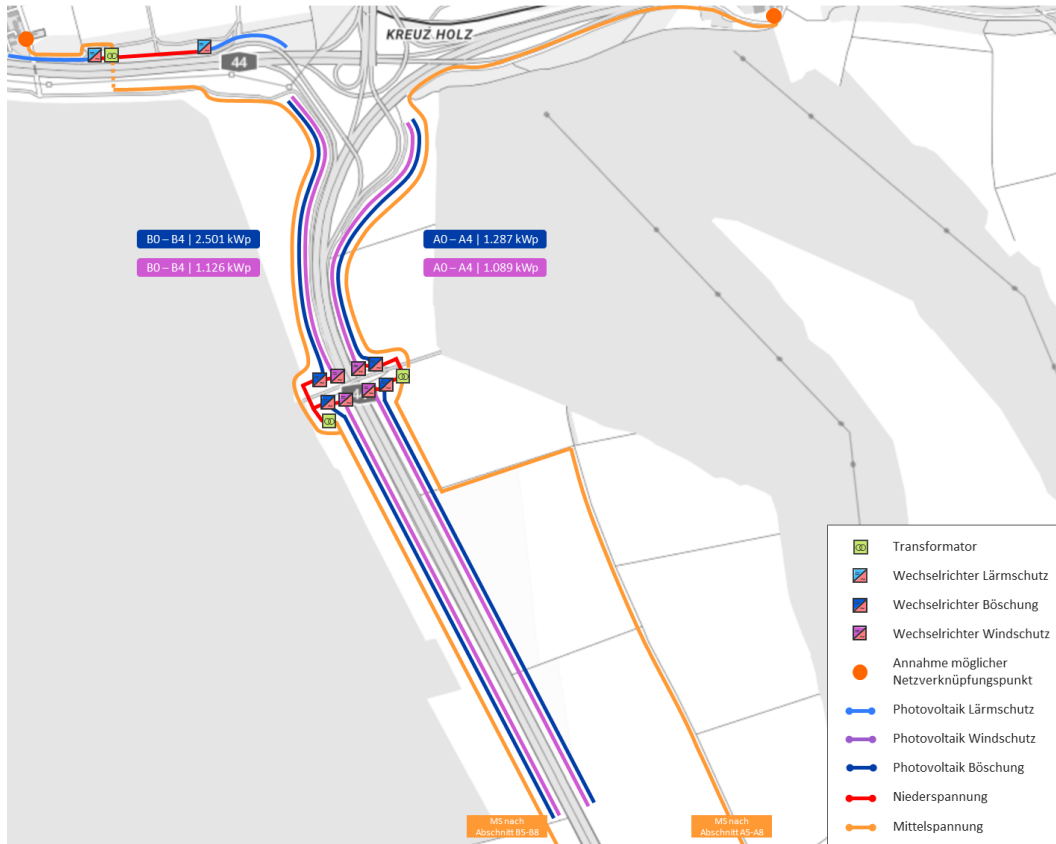 KREUZ HOLZ
44
B0 – B4 | 2.501 kWp
A0 – A4 | 1.287 kWp
B0 – B4 | 1.126 kWp
A0 – A4 | 1.089 kWp
Transformator
Wechselrichter Lärmschutz
Wechselrichter Böschung
Wechselrichter Windschutz
Annahme möglicher
Netzverknüpfungspunkt
Photovoltaik Lärmschutz
Photovoltaik Windschutz
Photovoltaik Böschung
Niederspannung
Mittelspannung
MS nach
Abschnitt B5-B8
MS nach
Abschnitt A5-A8